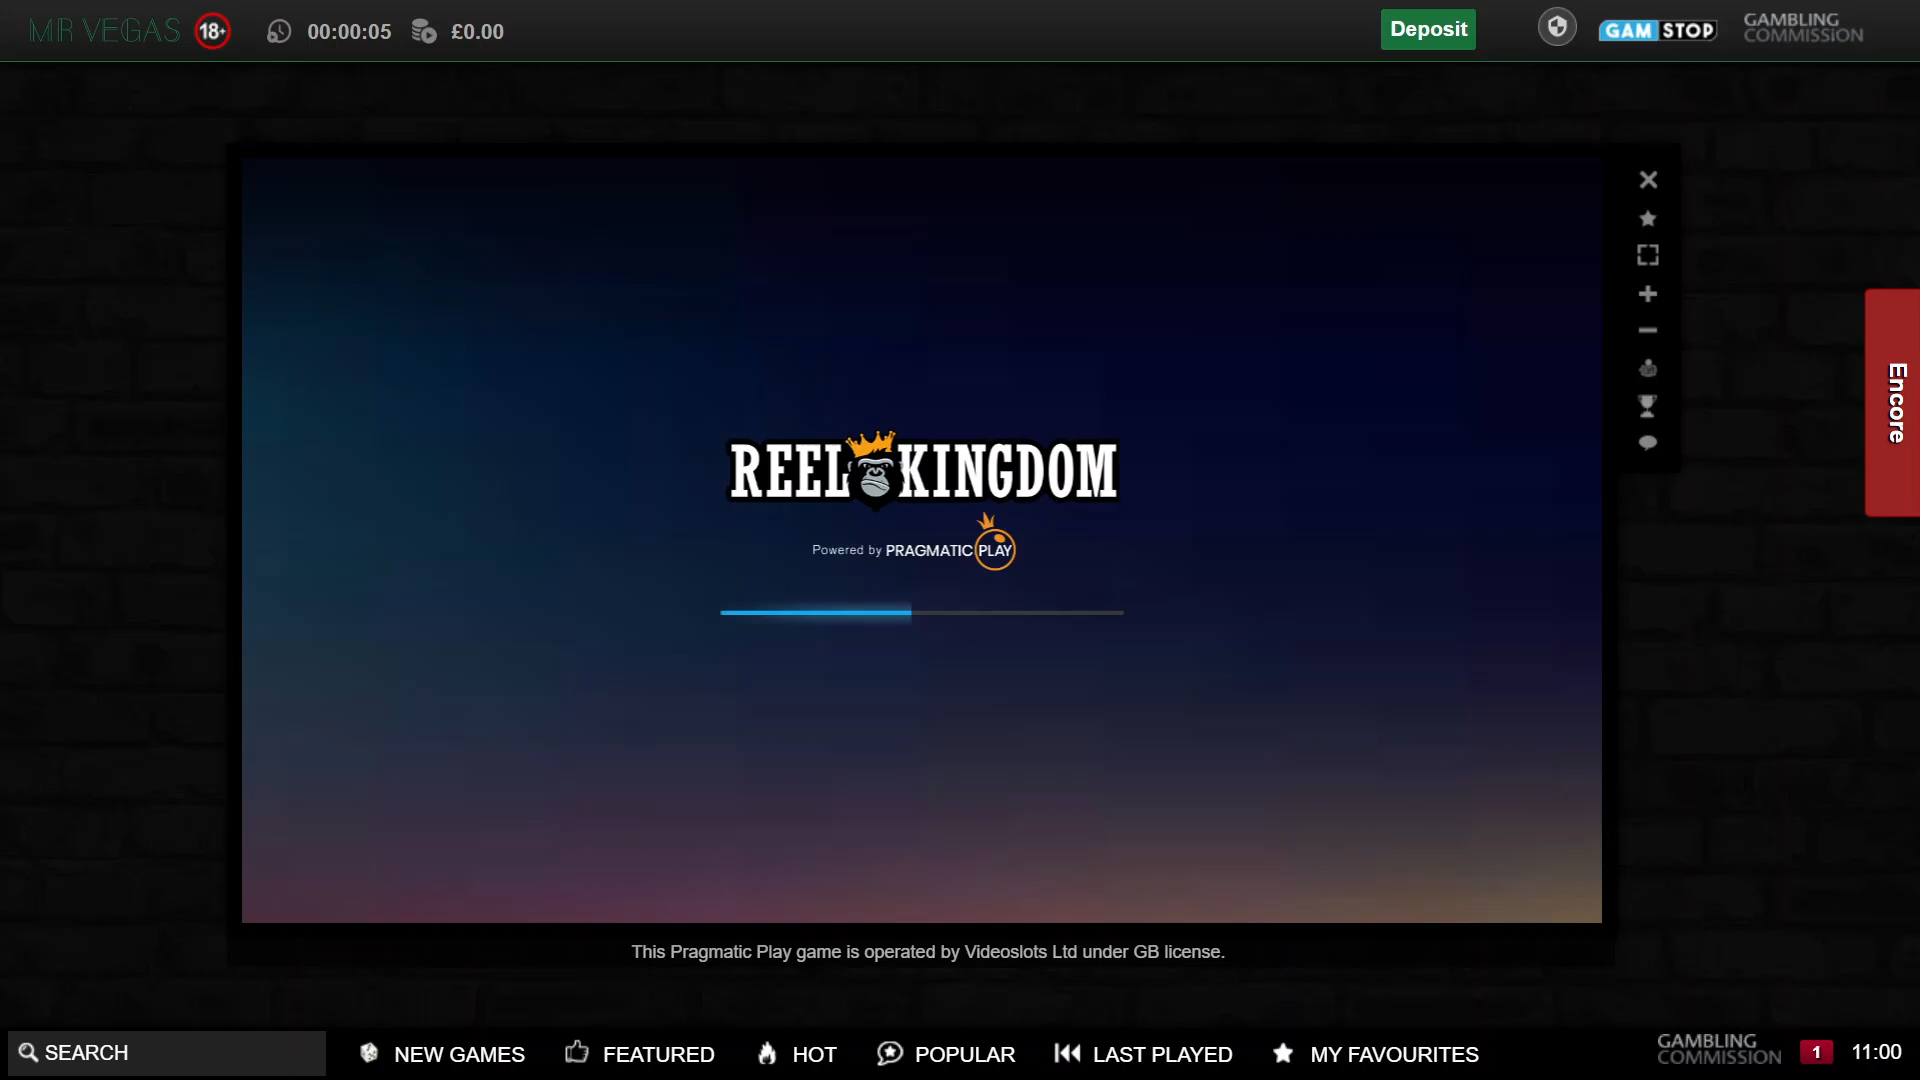 MR VEGAS 18+ 00:00:05 £0.00 Deposit GAMSTOP GAMBLING COMMISSION
REEL KINGDOM
Powered by PRAGMATIC PLAY
Encore
This Pragmatic Play game is operated by Videoslots Ltd under GB license.
SEARCH NEW GAMES FEATURED HOT POPULAR LAST PLAYED MY FAVOURITES GAMBLING COMMISSION 1 11:00